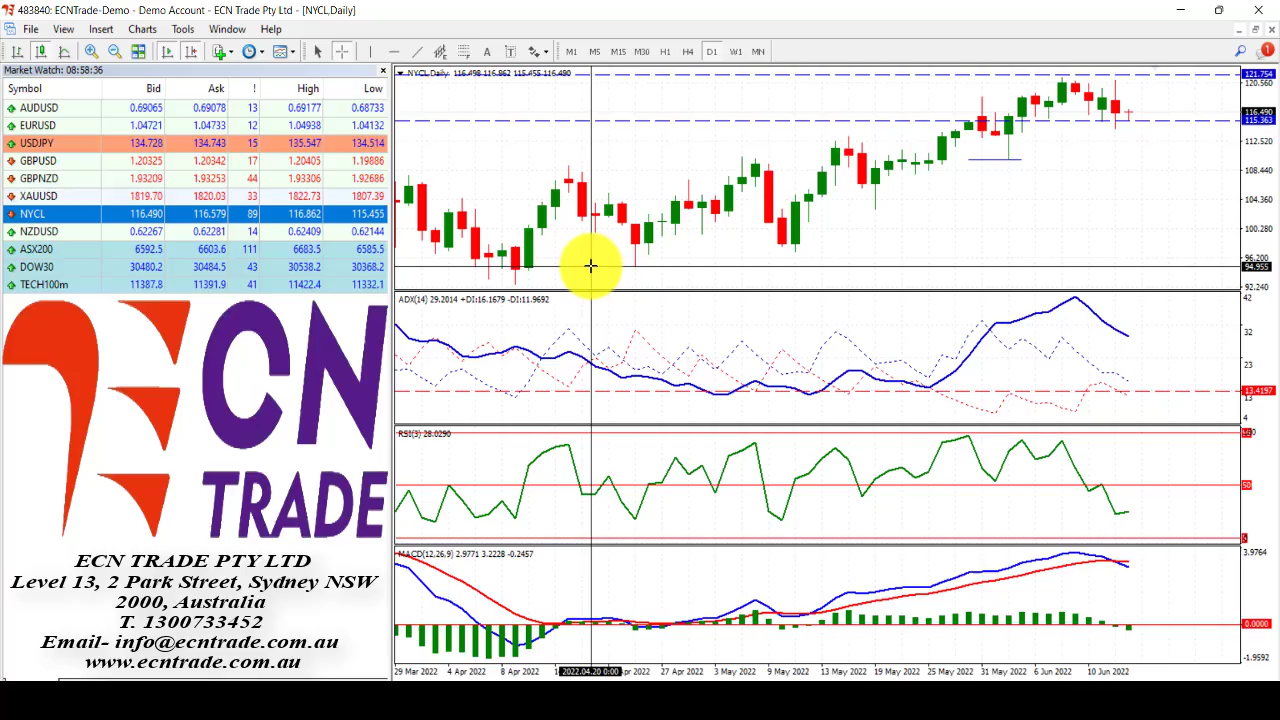 483840: ECNTrade-Demo - Demo Account - ECN Trade Pty Ltd - [NYCL,Daily]
File View Insert Charts Tools Window Help
A T M1 M5 M15 M30 H1 H4 D1 W1 MN 1
Market Watch: 08:58:36
Symbol Bid Ask ! High Low
AUDUSD 0.69065 0.69078 13 0.69177 0.68733
EURUSD 1.04721 1.04733 12 1.04938 1.04132
USDJPY 134.728 134.743 15 135.547 134.514
GBPUSD 1.20325 1.20342 17 1.20405 1.19886
GBPNZD 1.93209 1.93253 44 1.93306 1.92686
XAUUSD 1819.70 1820.03 33 1822.73 1807.39
NYCL 116.490 116.579 89 116.862 115.455
NZDUSD 0.62267 0.62281 14 0.62409 0.62144
ASX200 6592.5 6603.6 111 6683.5 6585.5
DOW30 30480.2 30484.5 43 30538.2 30368.2
TECH100m 11387.8 11391.9 41 11422.4 11332.1
ECN
TRADE
ECN TRADE PTY LTD
Level 13, 2 Park Street, Sydney NSW
2000, Australia
T. 1300733452
Email- info@ecntrade.com.au
www.ecntrade.com.au
NYCL,Daily 116.498 116.862 115.455 116.490
121.754
120.560
116.490
115.363
112.520
108.440
104.360
100.280
96.200
94.955
92.240
ADX(14) 29.2014 +DI:16.1679 -DI:11.9692
42
32
23
13.4197
13
4
RSI(3) 28.0290
50
MACD(12,26,9) 2.9771 3.2228 -0.2457
3.9764
0.0000
-1.9592
29 Mar 2022 4 Apr 2022 8 Apr 2022 2022.04.20 0:00 Apr 2022 27 Apr 2022 3 May 2022 9 May 2022 13 May 2022 19 May 2022 25 May 2022 31 May 2022 6 Jun 2022 10 Jun 2022